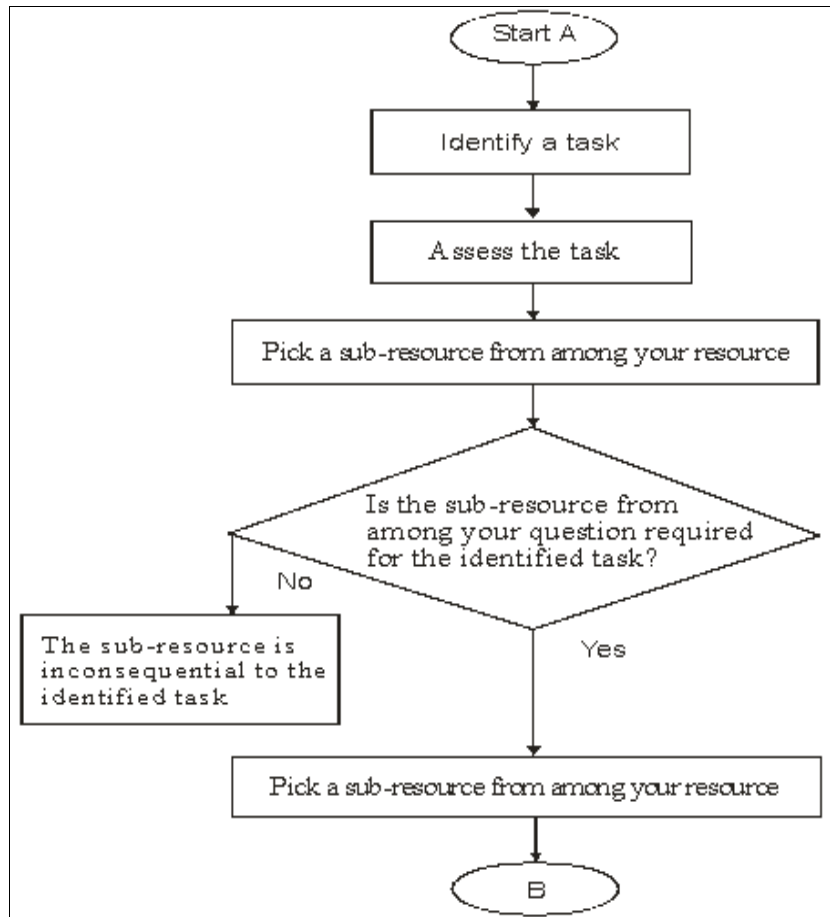 Start A
Identify a task
Assess the task
Pick a sub-resource from among your resource
Is the sub-resource from
among your question required
for the identified task?
No
The sub-resource is
inconsequential to the
identified task
Yes
Pick a sub-resource from among your resource
B